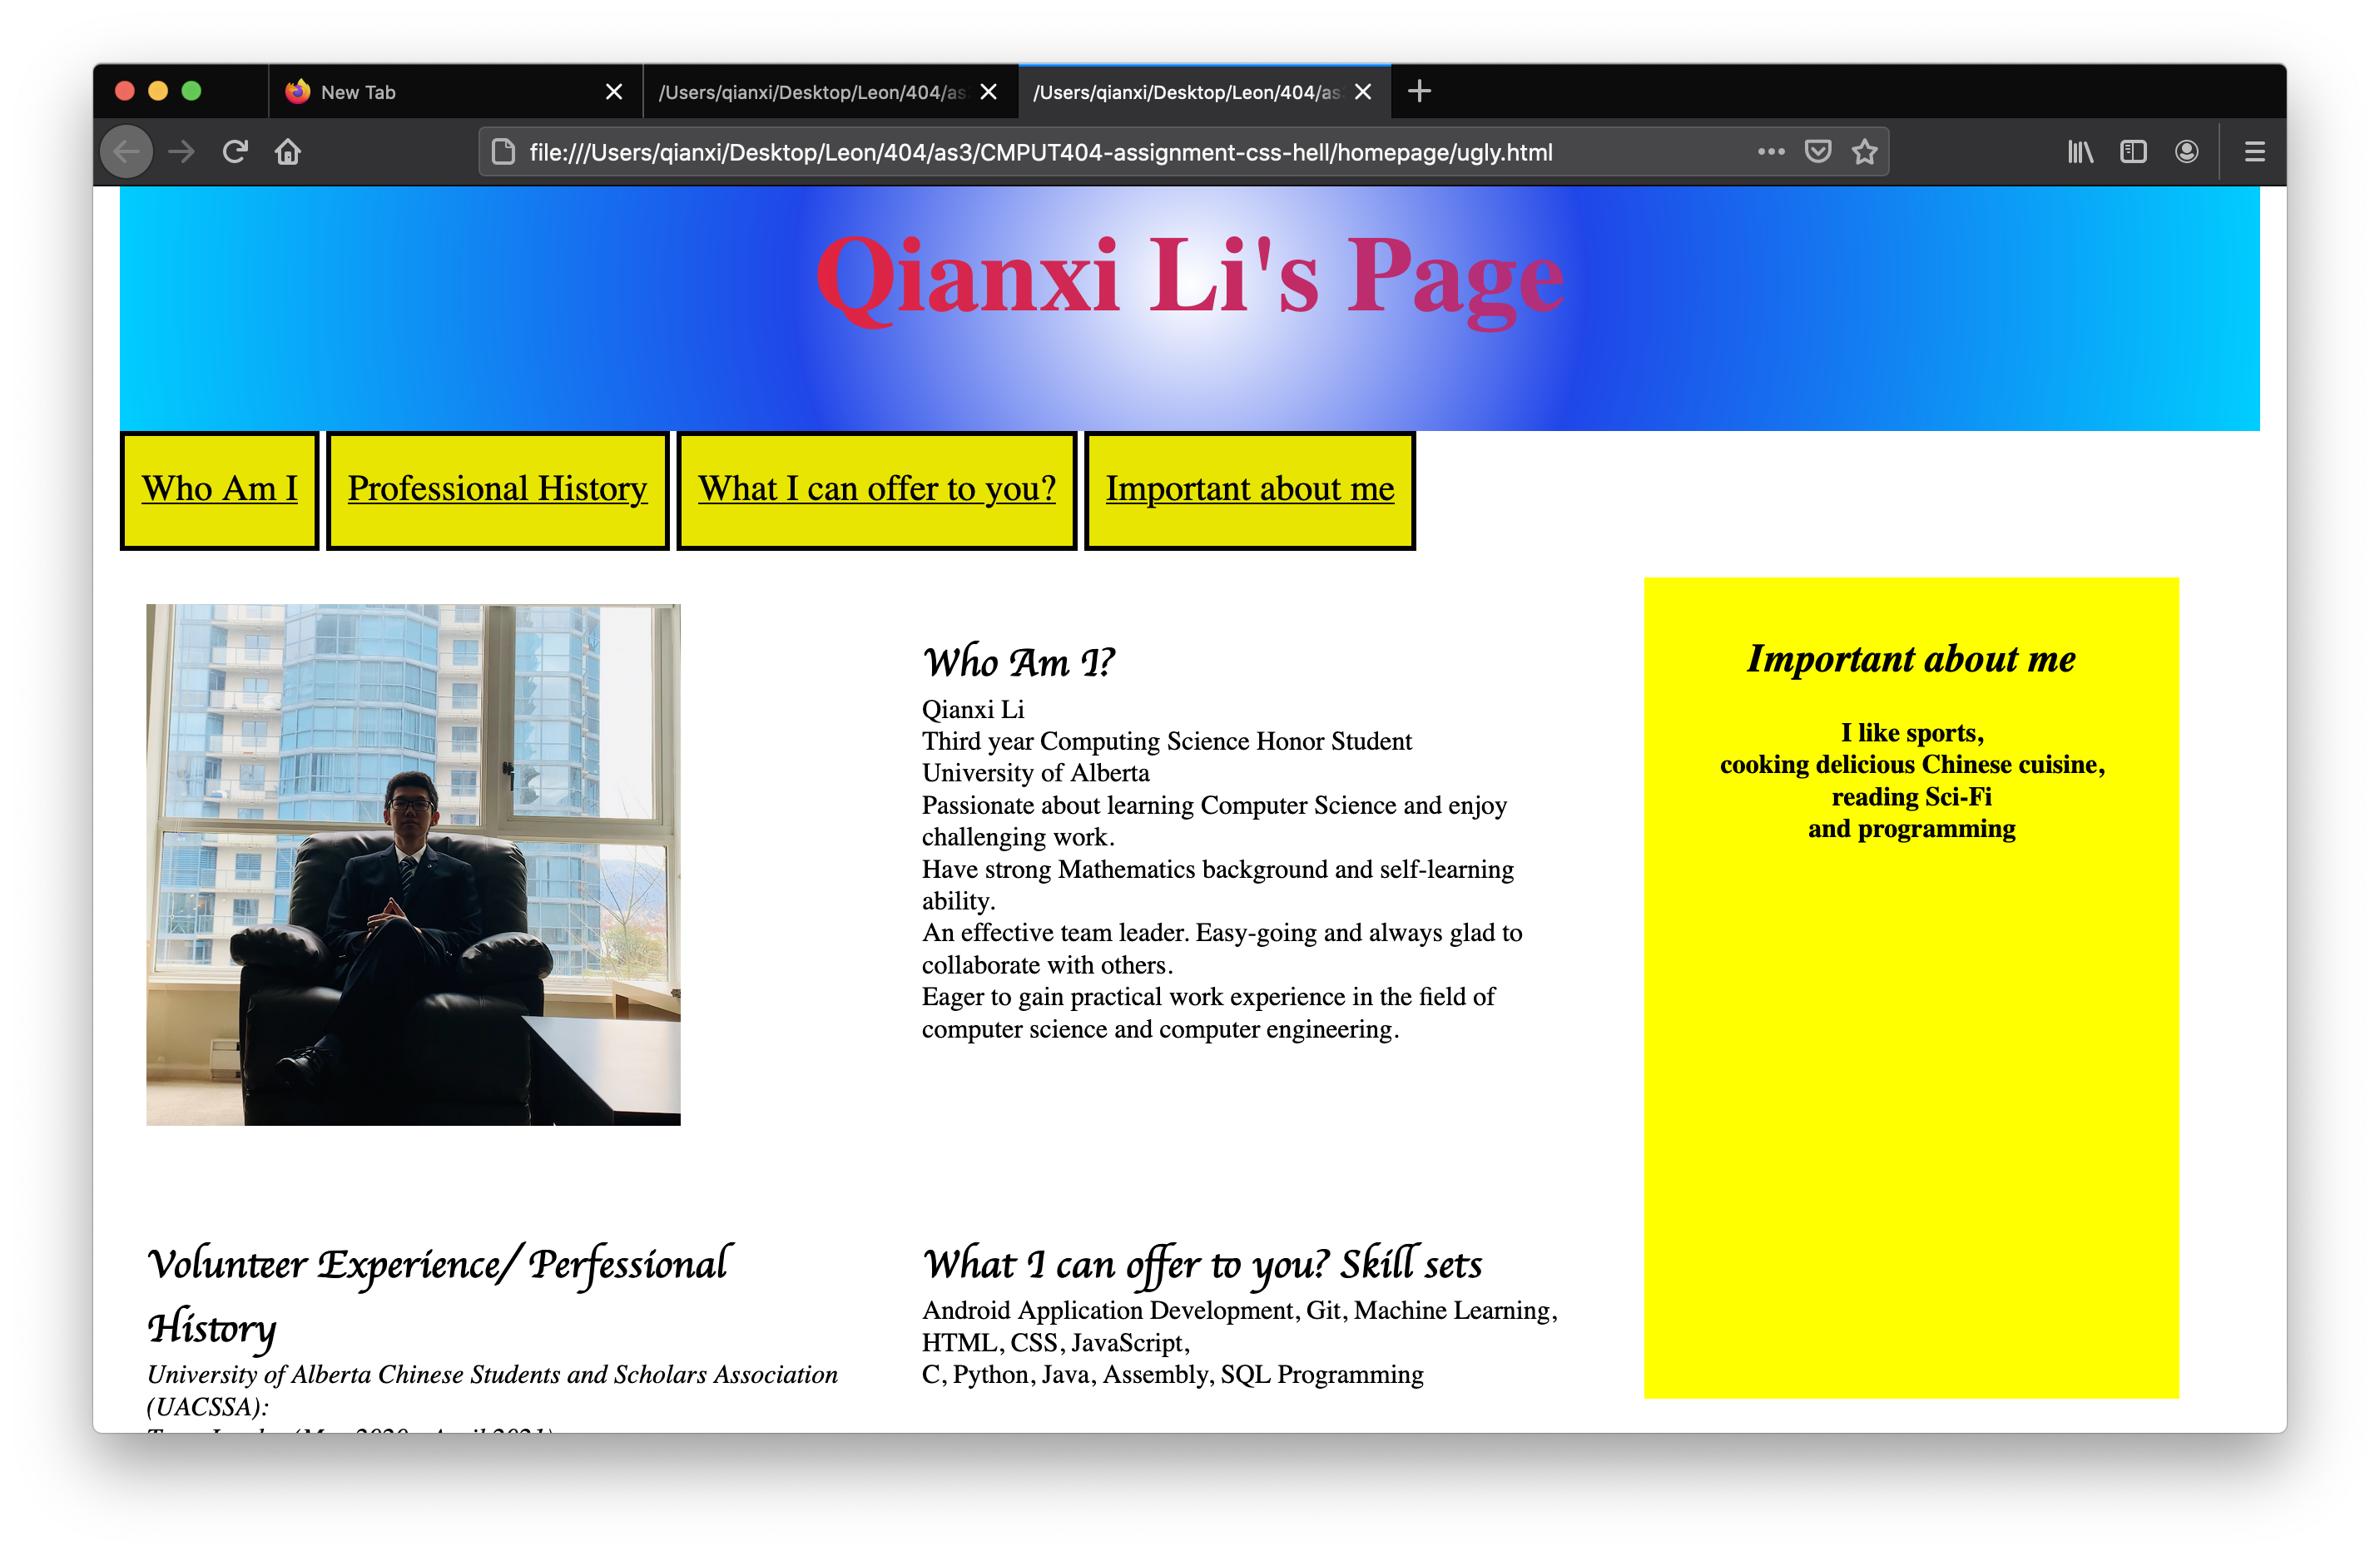 New Tab
/Users/qianxi/Desktop/Leon/404/as
/Users/qianxi/Desktop/Leon/404/as
file:///Users/qianxi/Desktop/Leon/404/as3/CMPUT404-assignment-css-hell/homepage/ugly.html
Qianxi Li's Page
Who Am I
Professional History
What I can offer to you?
Important about me
Who Am I?
Qianxi Li
Third year Computing Science Honor Student
University of Alberta
Passionate about learning Computer Science and enjoy
challenging work.
Have strong Mathematics background and self-learning
ability.
An effective team leader. Easy-going and always glad to
collaborate with others.
Eager to gain practical work experience in the field of
computer science and computer engineering.
Important about me
I like sports,
cooking delicious Chinese cuisine,
reading Sci-Fi
and programming
Volunteer Experience/ Perfessional
History
University of Alberta Chinese Students and Scholars Association
(UACSSA):
What I can offer to you? Skill sets
Android Application Development, Git, Machine Learning,
HTML, CSS, JavaScript,
C, Python, Java, Assembly, SQL Programming